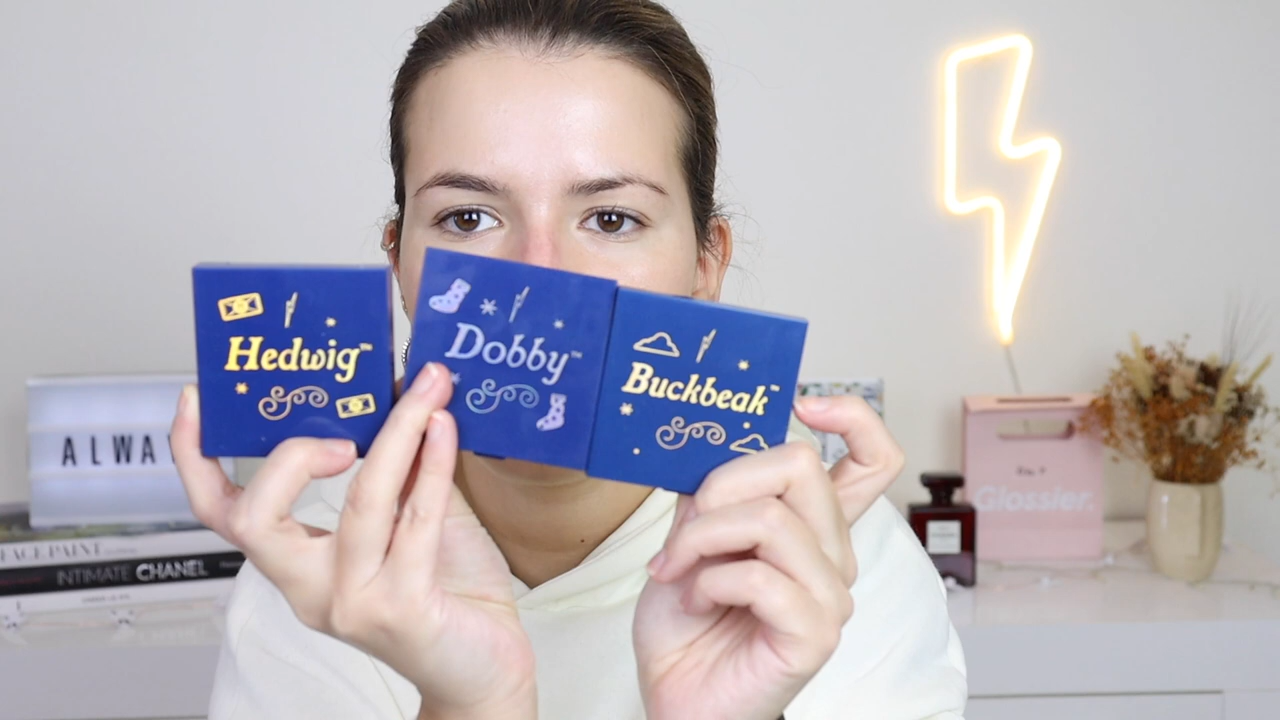 Hedwig™
Dobby™
Buckbeak™
ALWA
FACE PAINT
INTIMATE CHANEL
Glossier.